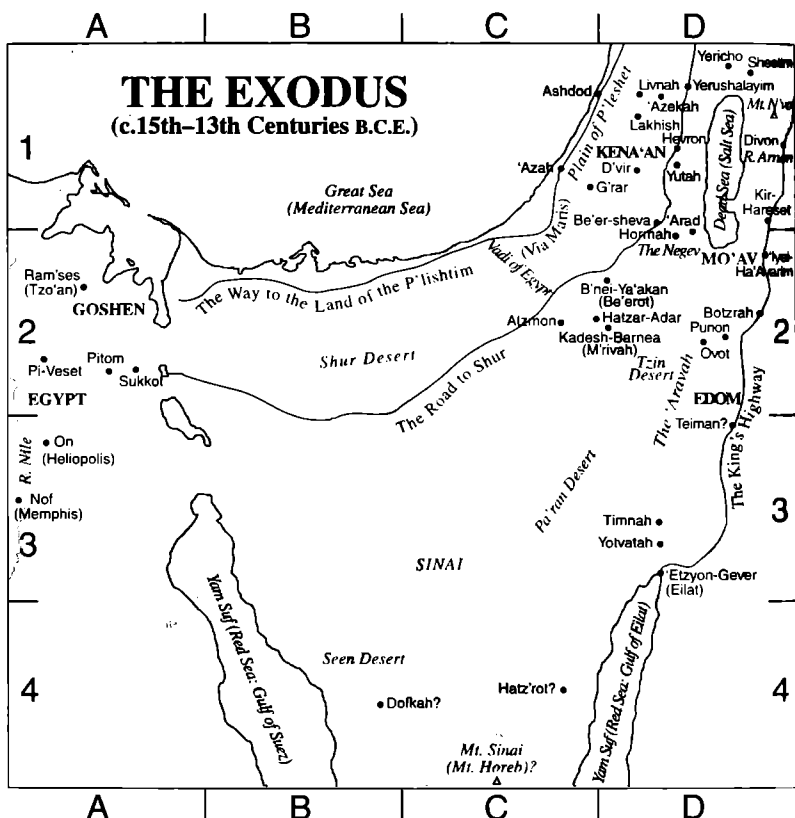 A
B
C
D
THE EXODUS
(c.15th–13th Centuries B.C.E.)
1
Great Sea
(Mediterranean Sea)
Ashdod
Plain of P'leshet
Livnah
'Azekah
Lakhish
Yericho
Sheetim
Yerushalayim
Ḥevron
KENA'AN
D'vir
Yutah
Dead Sea (Salt Sea)
Divon
R. Arnon
Kir-
Hareset
1
'Azah
G'rar
(Via Maris)
Be'er-sheva
'Arad
Hormah
The Negev
MO'AV
Ha'Avarim
Vadi of Egypt
The Way to the Land of the P'lishtim
Ram'ses
(Tzo'an)
GOSHEN
2
B'nei-Ya'akan
(Be'erot)
Hatzar-Adar
Atzmon
Kadesh-Barnea
(M'rivah)
Botzrah
Punon
Ovot
2
Tzin
Desert
Shur Desert
The Road to Shur
Pi-Veset
Pitom
Sukkot
EGYPT
The 'Aravah
EDOM
Teiman?
The King's Highway
On
(Heliopolis)
R. Nile
Nof
(Memphis)
3
Pa'ran Desert
Timnah
Yotvatah
3
SINAI
'Etzyon-Gever
(Eilat)
Yam Suf (Red Sea: Gulf of Suez)
Yam Suf (Red Sea: Gulf of Eilat)
4
Seen Desert
Dofkah?
Hatz'rot?
4
Mt. Sinai
(Mt. Horeb)?
A
B
C
D